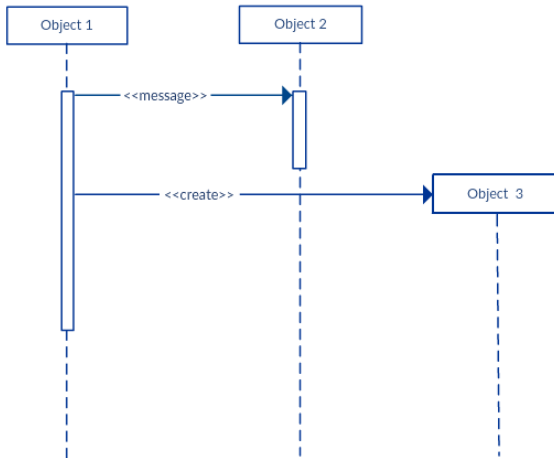 Object 1
Object 2
<<message>>
<<create>>
Object 3